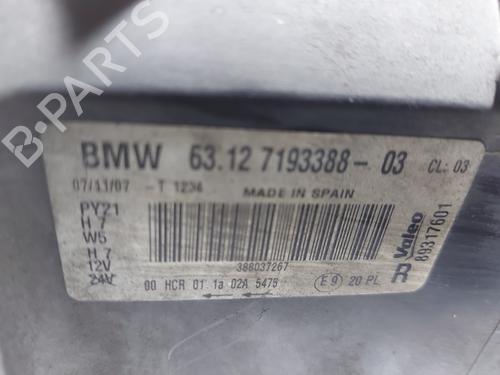 B-PARTS
BMW 63.12 7193388-03 CL: 03
07/11/07 -T 1234 MADE IN SPAIN
PY21
H 7
W5
H 7
12V
24V
388037267
00 HCR 01 1a 02A 5475 E9 20 PL
Valeo
R 89317601